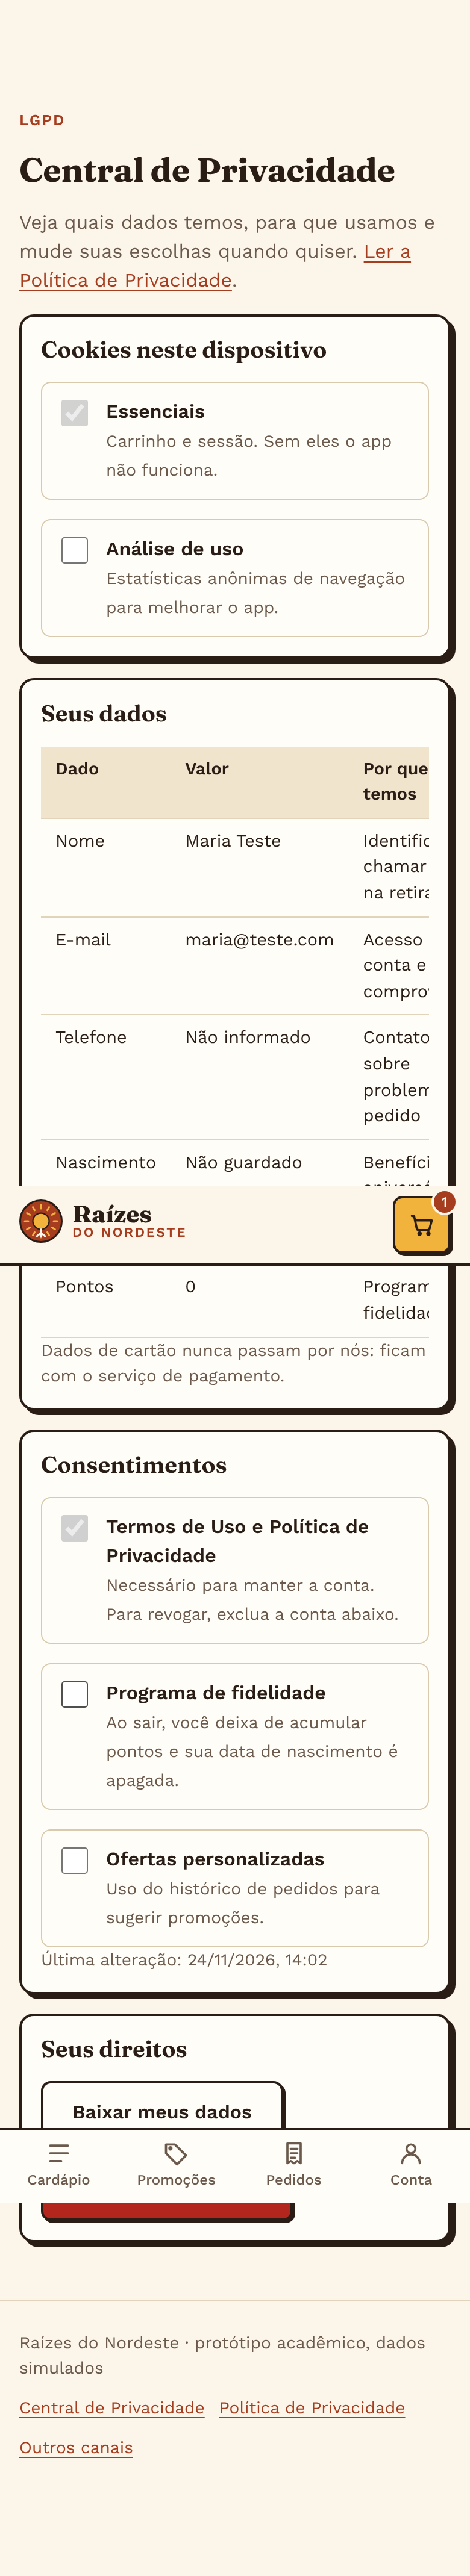 LGPD
Central de Privacidade
Veja quais dados temos, para que usamos e
mude suas escolhas quando quiser. Ler a
Política de Privacidade.
Cookies neste dispositivo
Essenciais
Carrinho e sessão. Sem eles o app
não funciona.
Análise de uso
Estatísticas anônimas de navegação
para melhorar o app.
Seus dados
Dado Valor Por que
temos
Nome Maria Teste
chamar
na
E-mail maria@teste.com Acesso
conta e
Telefone Não informado Contato
sobre
pedido
Nascimento Não guardado
Raízes
DO NORDESTE
1
Pontos 0
Dados de cartão nunca passam por nós: ficam
com o serviço de pagamento.
Consentimentos
Termos de Uso e Política de
Privacidade
Necessário para manter a conta.
Para revogar, exclua a conta abaixo.
Programa de fidelidade
Ao sair, você deixa de acumular
pontos e sua data de nascimento é
apagada.
Ofertas personalizadas
Uso do histórico de pedidos para
sugerir promoções.
Última alteração: 24/11/2026, 14:02
Seus direitos
Baixar meus dados
Cardápio Promoções Pedidos Conta
Raízes do Nordeste · protótipo acadêmico, dados
simulados
Central de Privacidade Política de Privacidade
Outros canais